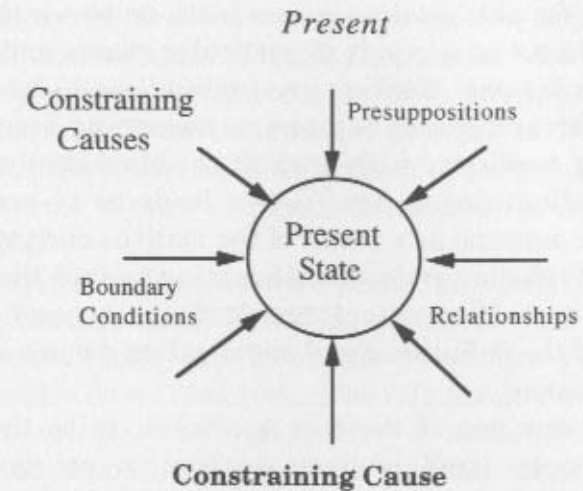 Present
Constraining
Causes
Presuppositions
Present
State
Boundary
Conditions
Relationships
Constraining Cause